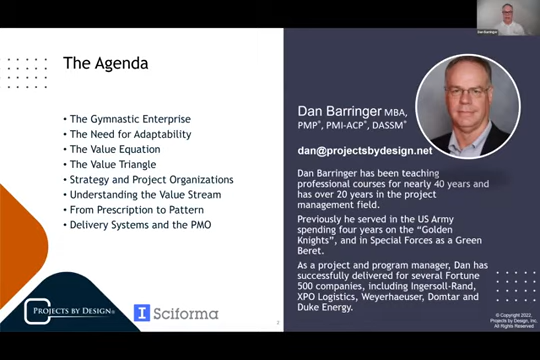 Dan Barringer
The Agenda
• The Gymnastic Enterprise
• The Need for Adaptability
• The Value Equation
• The Value Triangle
• Strategy and Project Organizations
• Understanding the Value Stream
• From Prescription to Pattern
• Delivery Systems and the PMO
PROJECTS BY DESIGN®
Sciforma
2
Dan Barringer MBA,
PMP®, PMI-ACP®, DASSM®
dan@projectsbydesign.net
Dan Barringer has been teaching
professional courses for nearly 40 years and
has over 20 years in the project
management field.
Previously he served in the US Army
spending four years on the “Golden
Knights”, and in Special Forces as a Green
Beret.
As a project and program manager, Dan has
successfully delivered for several Fortune
500 companies, including Ingersoll-Rand,
XPO Logistics, Weyerhaeuser, Domtar and
Duke Energy.
© Copyright 2022,
Projects by Design, Inc.
All Rights Reserved